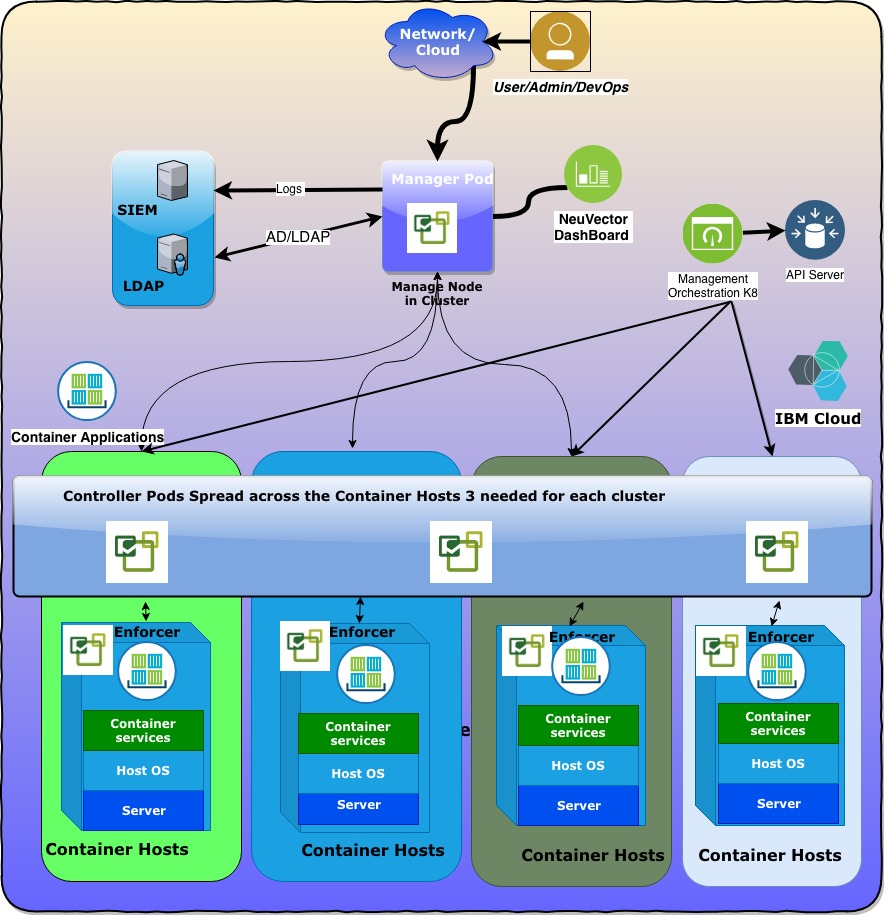 Network/
Cloud
User/Admin/DevOps
Manager Pod
SIEM
Logs
AD/LDAP
LDAP
NeuVector
DashBoard
Management
Orchestration K8
API Server
Manage Node
in Cluster
Container Applications
IBM Cloud
Controller Pods Spread across the Container Hosts 3 needed for each cluster
Enforcer
Container
services
Host OS
Server
Container Hosts
Enforcer
Container
services
Host OS
Server
Container Hosts
e
Enforcer
Container
services
Host OS
Server
Container Hosts
Enforcer
Container
services
Host OS
Server
Container Hosts